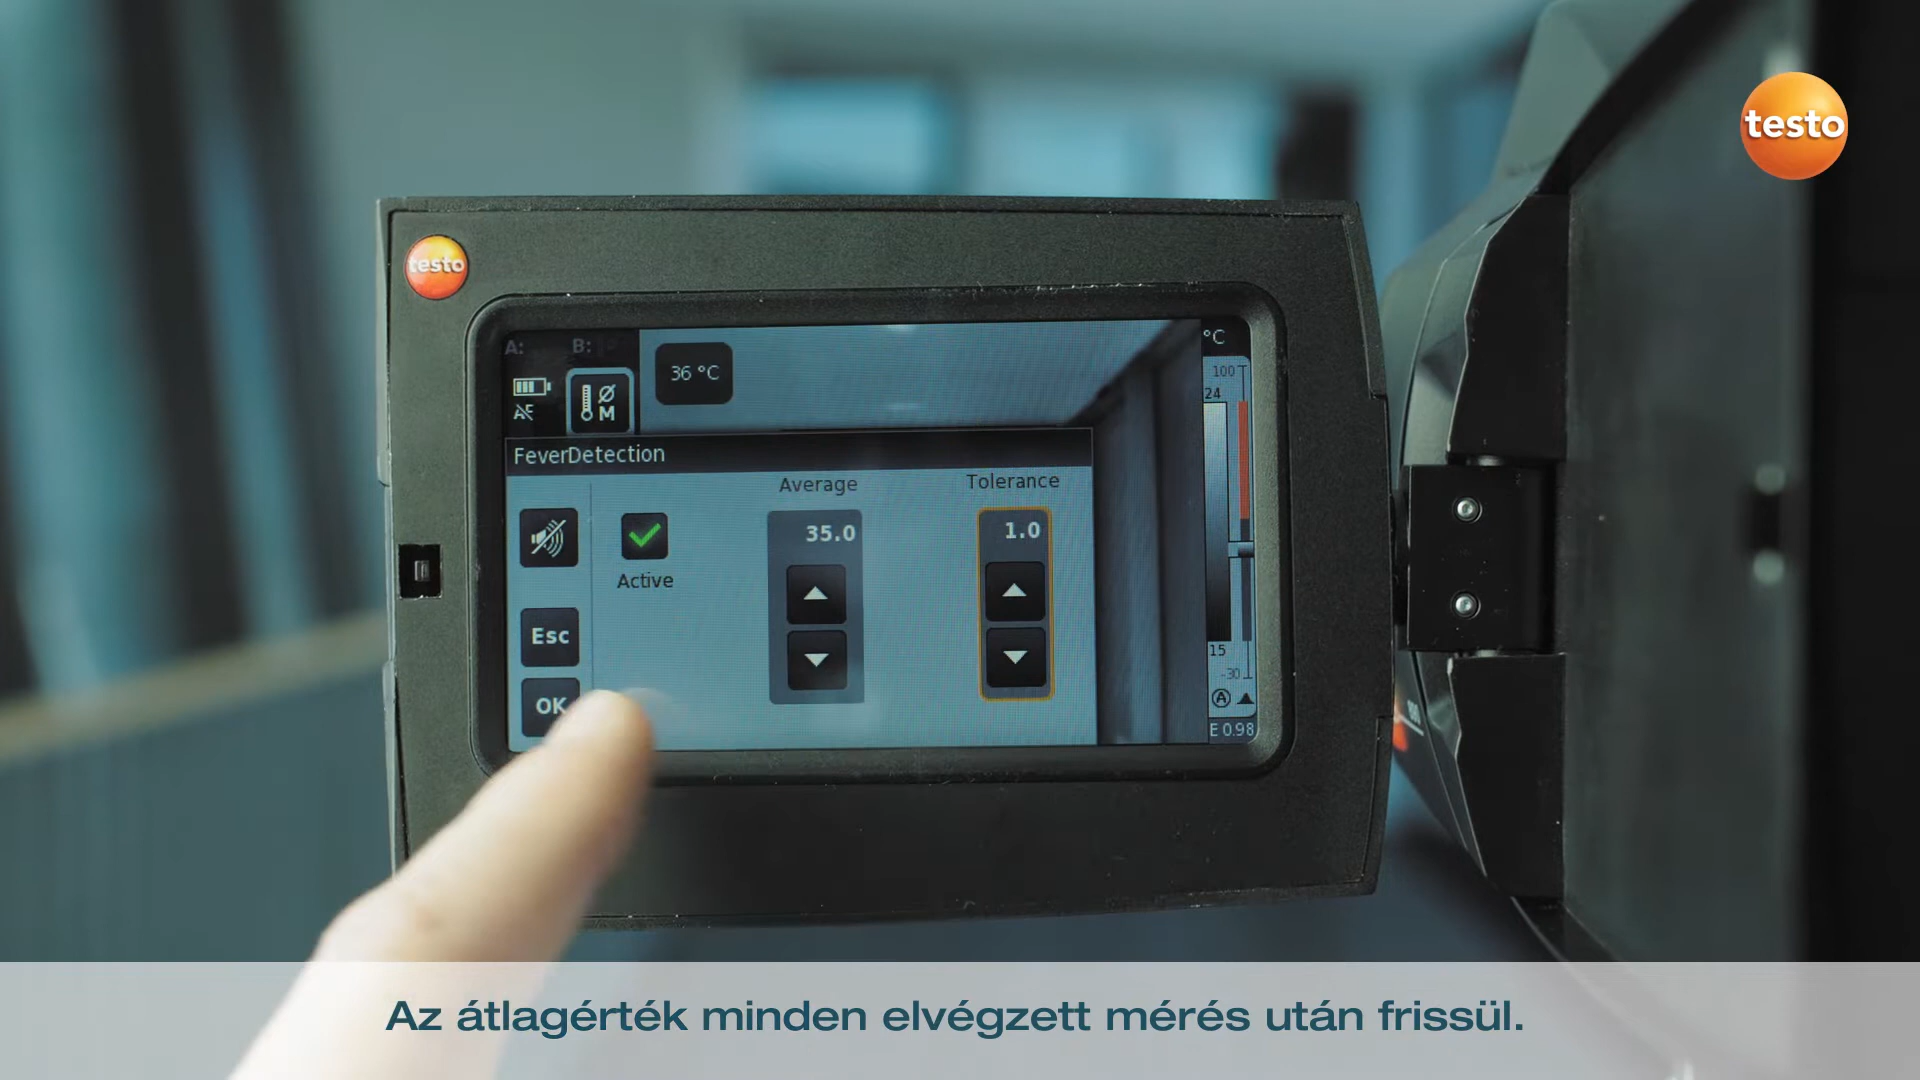 testo
testo
A: B:
°C
36 °C
100
24
AF
Ø
M
FeverDetection
Average
Tolerance
35.0
1.0
Active
Esc
OK
15
-30
A
E 0.98
Az átlagérték minden elvégzett mérés után frissül.